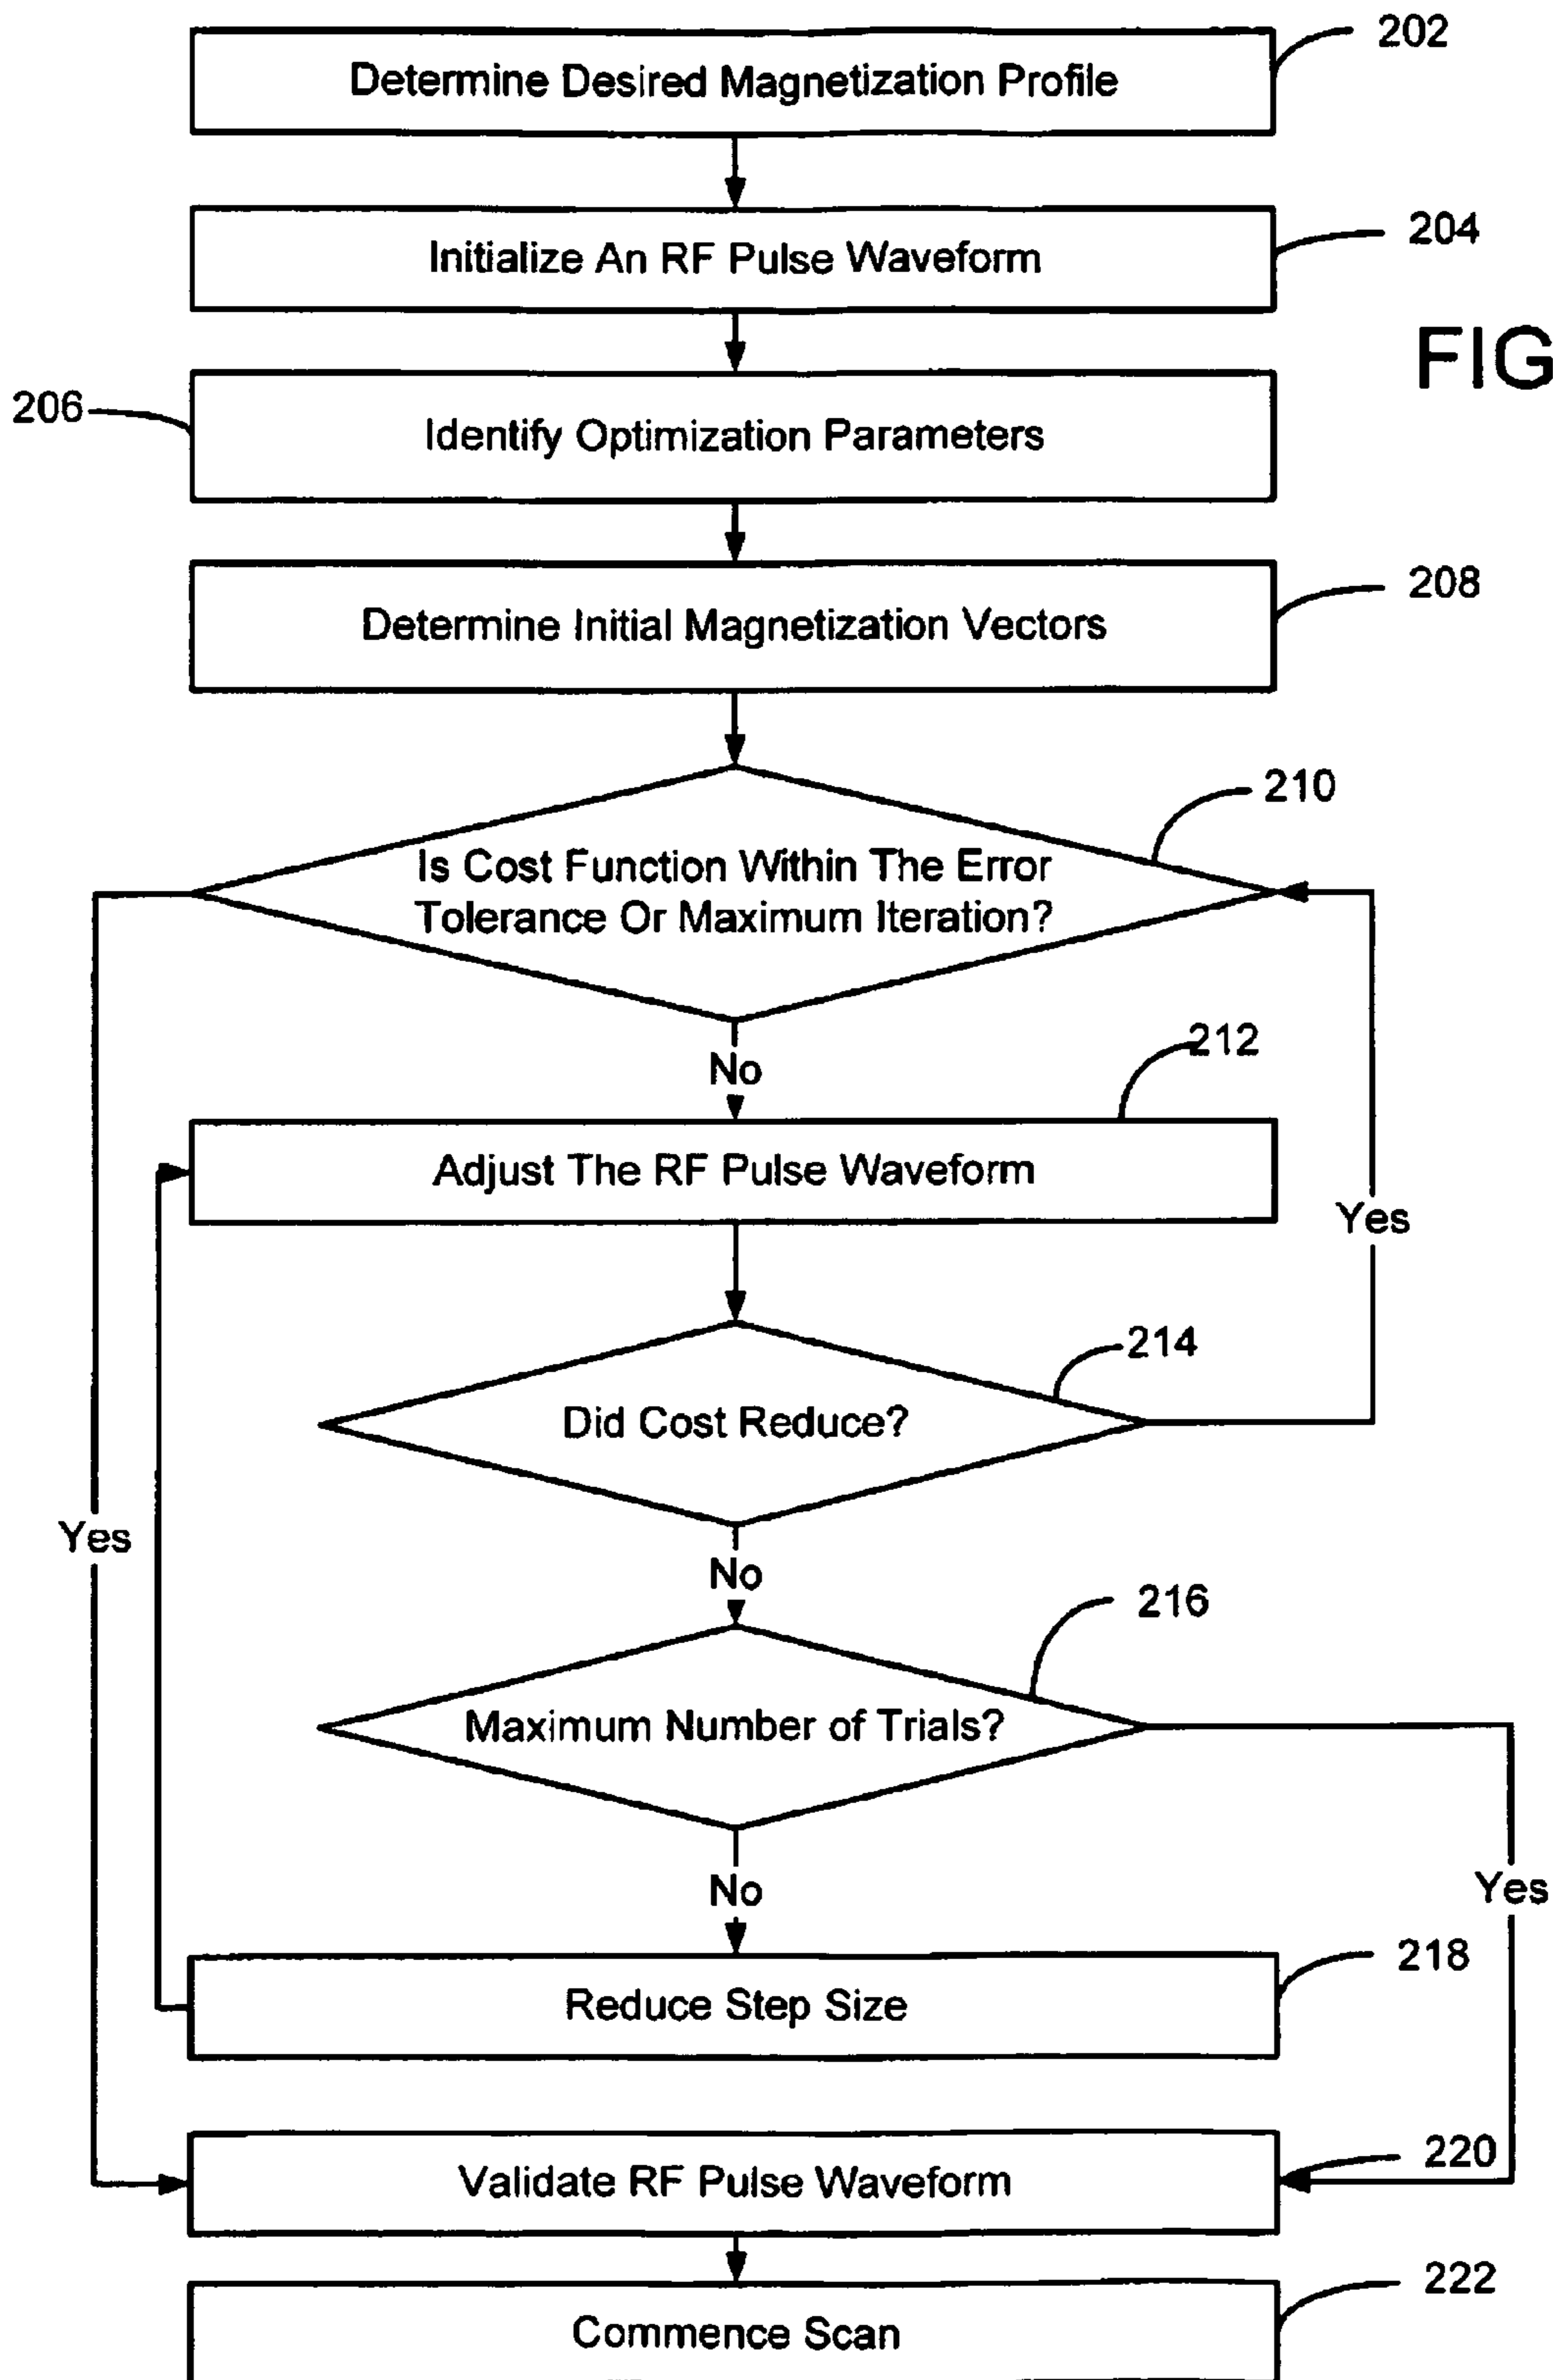 202
Determine Desired Magnetization Profile
204
Initialize An RF Pulse Waveform
FIG
206
Identify Optimization Parameters
208
Determine Initial Magnetization Vectors
210
Is Cost Function Within The Error
Tolerance Or Maximum Iteration?
No
212
Adjust The RF Pulse Waveform
Yes
214
Did Cost Reduce?
Yes
No
216
Maximum Number of Trials?
No
Yes
218
Reduce Step Size
220
Validate RF Pulse Waveform
222
Commence Scan